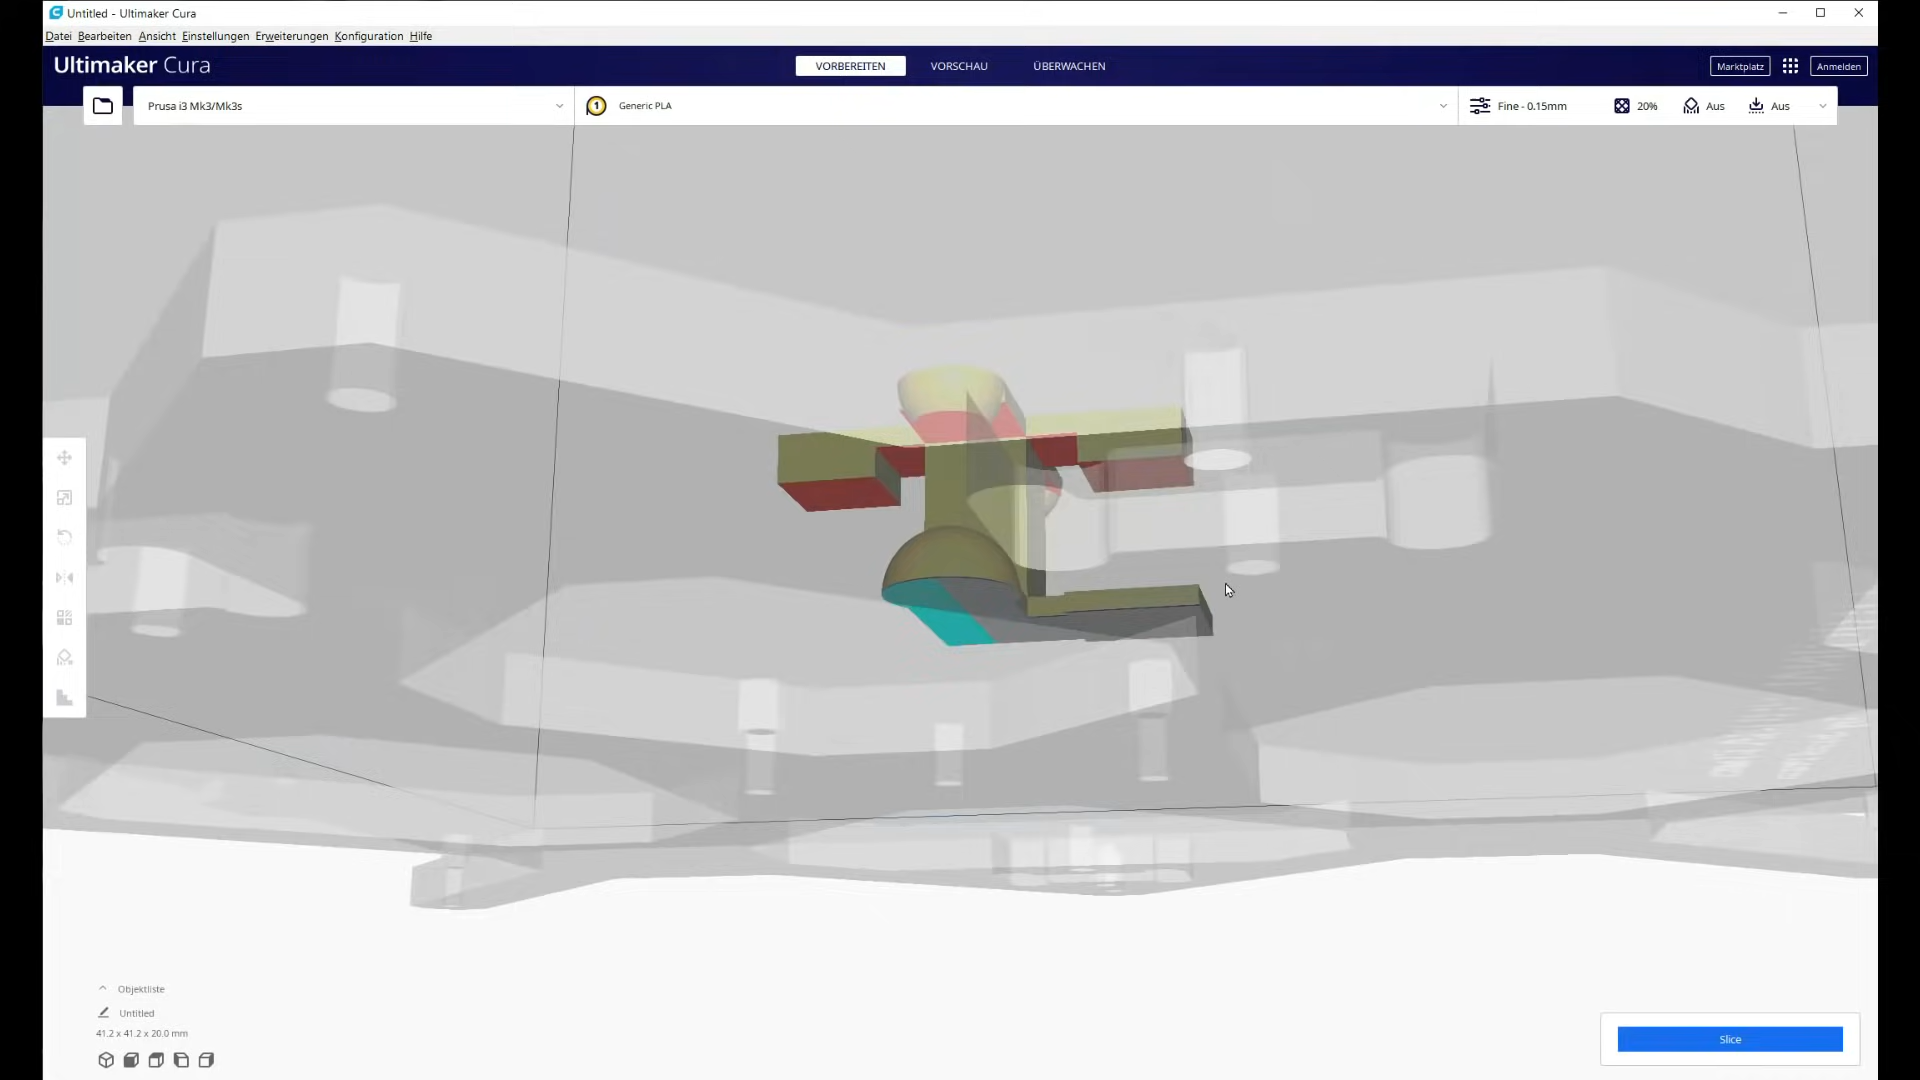 Untitled - Ultimaker Cura
Datei Bearbeiten Ansicht Einstellungen Erweiterungen Konfiguration Hilfe
Ultimaker Cura
VORBEREITEN
VORSCHAU
ÜBERWACHEN
Marktplatz
Anmelden
Prusa i3 Mk3/Mk3s
1
Generic PLA
Fine - 0.15mm
20%
Aus
Aus
Objektliste
Untitled
41.2 x 41.2 x 20.0 mm
Slice